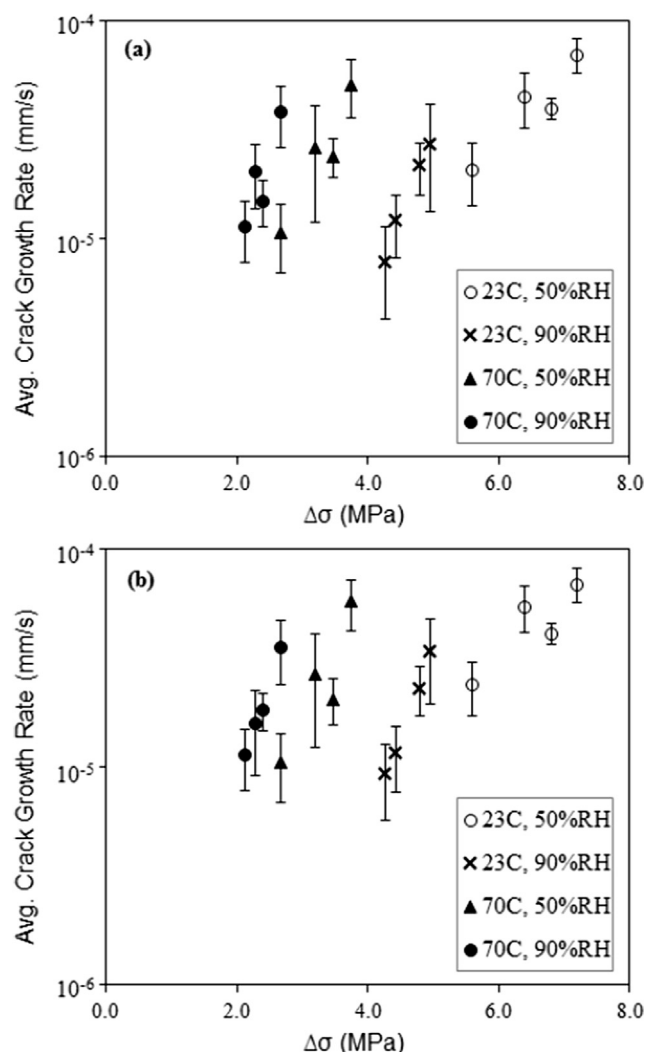 10-4
(a)
Avg. Crack Growth Rate (mm/s)
10-5
23C, 50%RH
23C, 90%RH
70C, 50%RH
70C, 90%RH
10-6
0.0 2.0 4.0 6.0 8.0
Δσ (MPa)
10-4
(b)
Avg. Crack Growth Rate (mm/s)
10-5
23C, 50%RH
23C, 90%RH
70C, 50%RH
70C, 90%RH
10-6
0.0 2.0 4.0 6.0 8.0
Δσ (MPa)